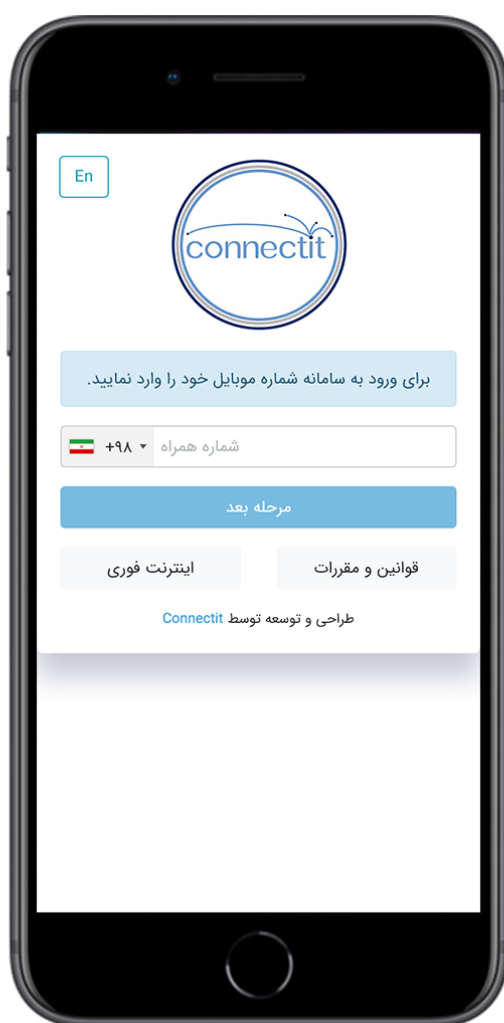 En
connectit
برای ورود به سامانه شماره موبایل خود را وارد نمایید.
+۹۸ شماره همراه
مرحله بعد
قوانین و مقررات
اینترنت فوری
طراحی و توسعه توسط Connectit